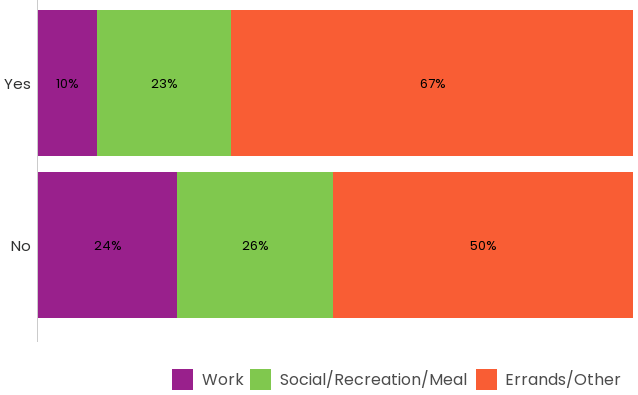 Yes 10% 23% 67%
No 24% 26% 50%
Work Social/Recreation/Meal Errands/Other